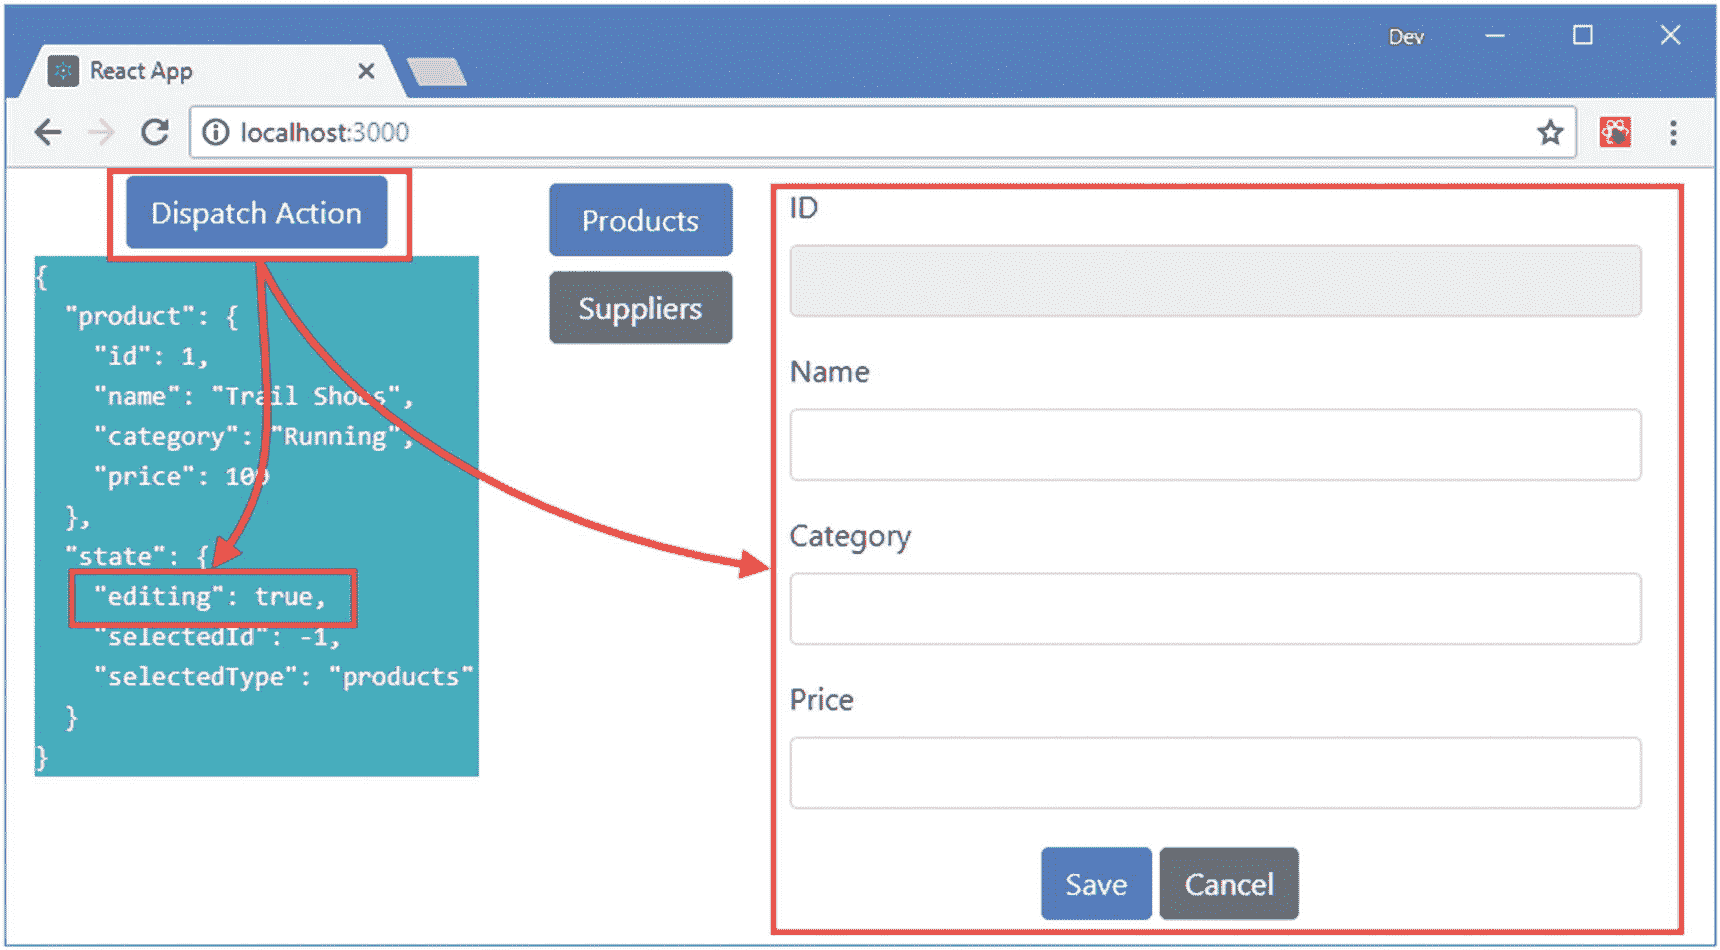 Dev
React App
localhost:3000
Dispatch Action
{
"product": {
"id": 1,
"name": "Trail Shoes",
"category": "Running",
"price": 100
},
"state": {
"editing": true,
"selectedId": -1,
"selectedType": "products"
}
}
Products
Suppliers
ID
Name
Category
Price
Save
Cancel